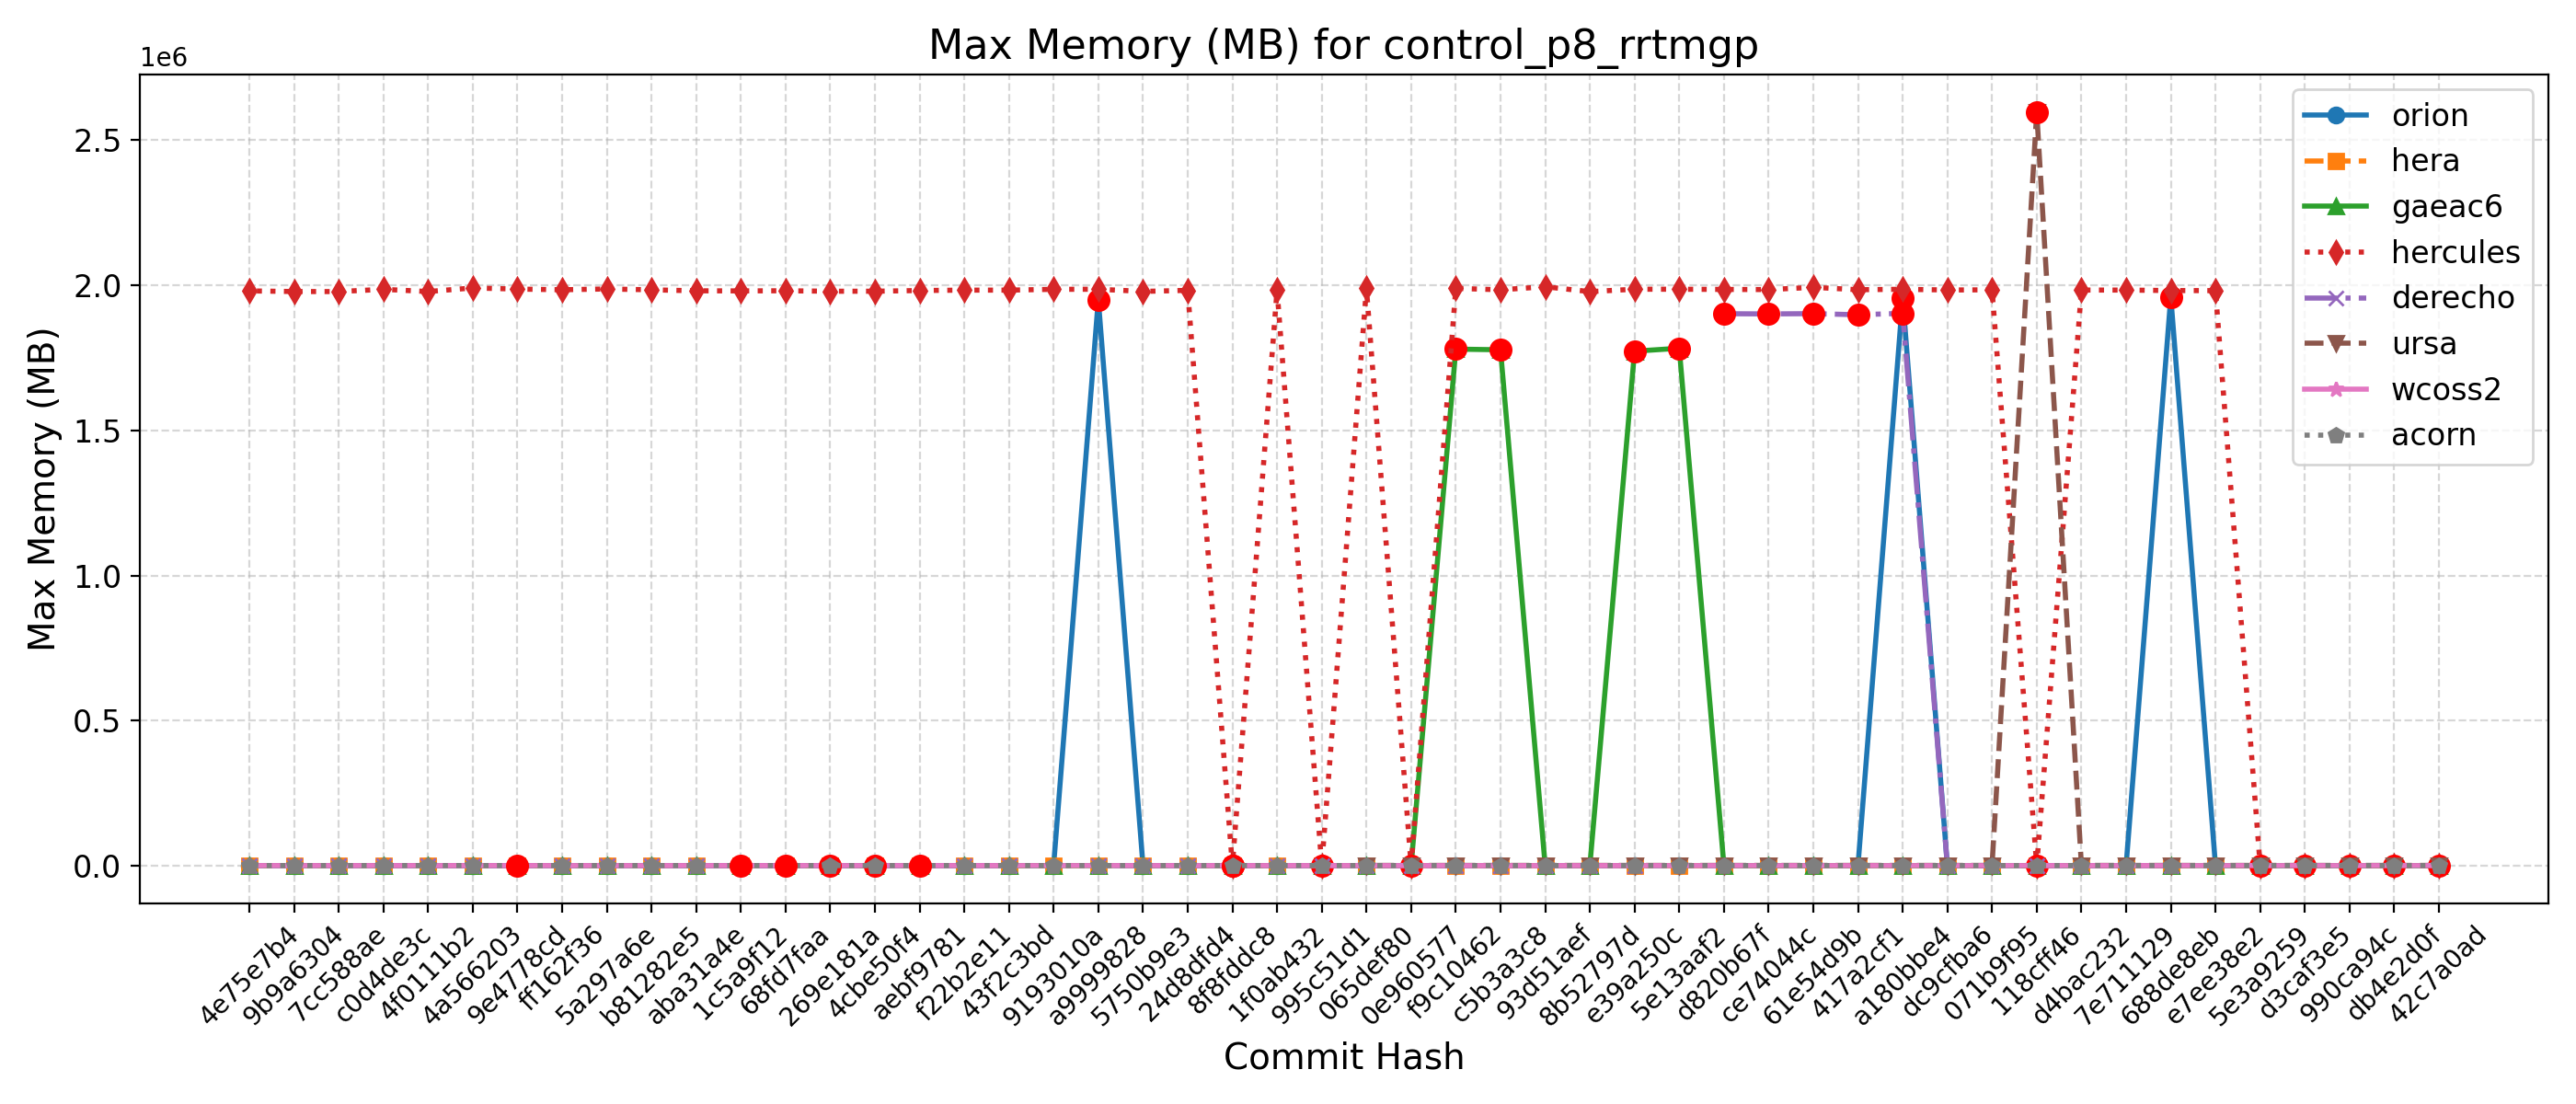 Max Memory (MB) for control_p8_rrtmgp
1e6
2.5
2.0
1.5
1.0
0.5
0.0
Max Memory (MB)
orion
hera
gaeac6
hercules
derecho
ursa
wcoss2
acorn
4e75e7b4
9b9a6304
7cc588ae
c0d4de3c
4f0111b2
4a566203
9e4778cd
ff162f36
5a297a6e
b81282e5
aba31a4e
1c5a9f12
68fd7faa
269e181a
4cbe50f4
aebf9781
f22b2e11
43f2c3bd
9193010a
a9999828
5750b9e3
24d8dfd4
8f8fddc8
1f0ab432
995c51d1
065def80
0e960577
f9c10462
c5b3a3c8
93d51aef
8b52797d
e39a250c
5e13aaf2
d820b67f
ce74044c
61e54d9b
417a2cf1
a180bbe4
dc9cfba6
071b9f95
118cff46
d4bac232
7e711129
688de8eb
e7ee38e2
5e3a9259
d3caf3e5
990ca94c
db4e2d0f
42c7a0ad
Commit Hash